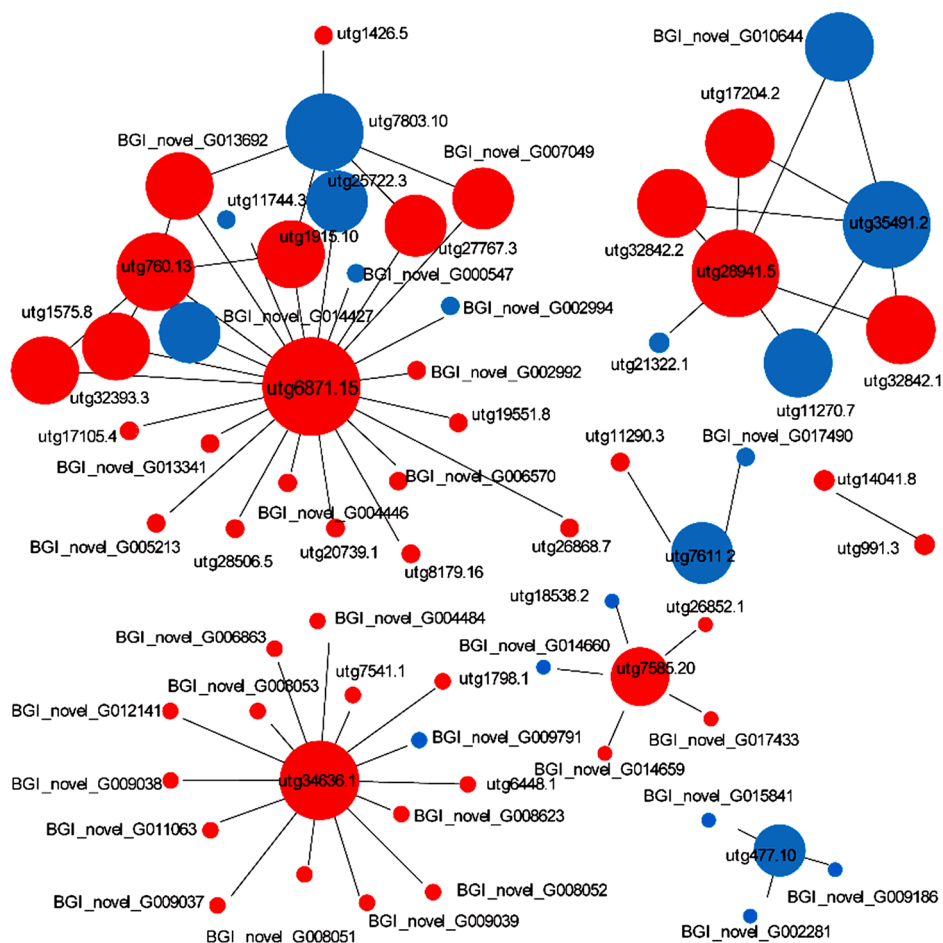 utg1426.5
BGI_novel_G010644
utg7803.10
utg17204.2
BGI_novel_G013692
BGI_novel_G007049
utg25722.3
utg11744.3
utg35491.2
utg1915.10
utg27767.3
utg32842.2
utg760.13
BGI_novel_G000547
utg28941.5
utg1575.8
BGI_novel_G014427
BGI_novel_G002994
utg21322.1
BGI_novel_G002992
utg6871.15
utg32842.1
utg32393.3
utg19551.8
utg11270.7
utg17105.4
utg11290.3
BGI_novel_G017490
BGI_novel_G013341
BGI_novel_G006570
utg14041.8
BGI_novel_G004446
BGI_novel_G005213
utg28506.5
utg20739.1
utg26868.7
utg991.3
utg7611.2
utg8179.16
utg18538.2
utg26852.1
BGI_novel_G004484
BGI_novel_G006863
BGI_novel_G014660
utg7541.1
utg7585.20
utg1798.1
BGI_novel_G008053
BGI_novel_G012141
BGI_novel_G009791
BGI_novel_G017433
BGI_novel_G014659
utg34636.1
BGI_novel_G009038
utg6448.1
BGI_novel_G015841
BGI_novel_G008623
BGI_novel_G011063
utg477.10
BGI_novel_G008052
BGI_novel_G009186
BGI_novel_G009037
BGI_novel_G009039
BGI_novel_G002281
BGI_novel_G008051